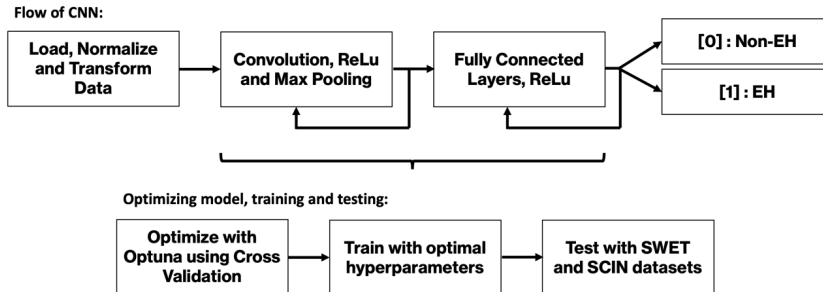 Flow of CNN:
Load, Normalize
and Transform
Data
Convolution, ReLu
and Max Pooling
Fully Connected
Layers, ReLu
[0] : Non-EH
[1] : EH
Optimizing model, training and testing:
Optimize with
Optuna using Cross
Validation
Train with optimal
hyperparameters
Test with SWET
and SCIN datasets